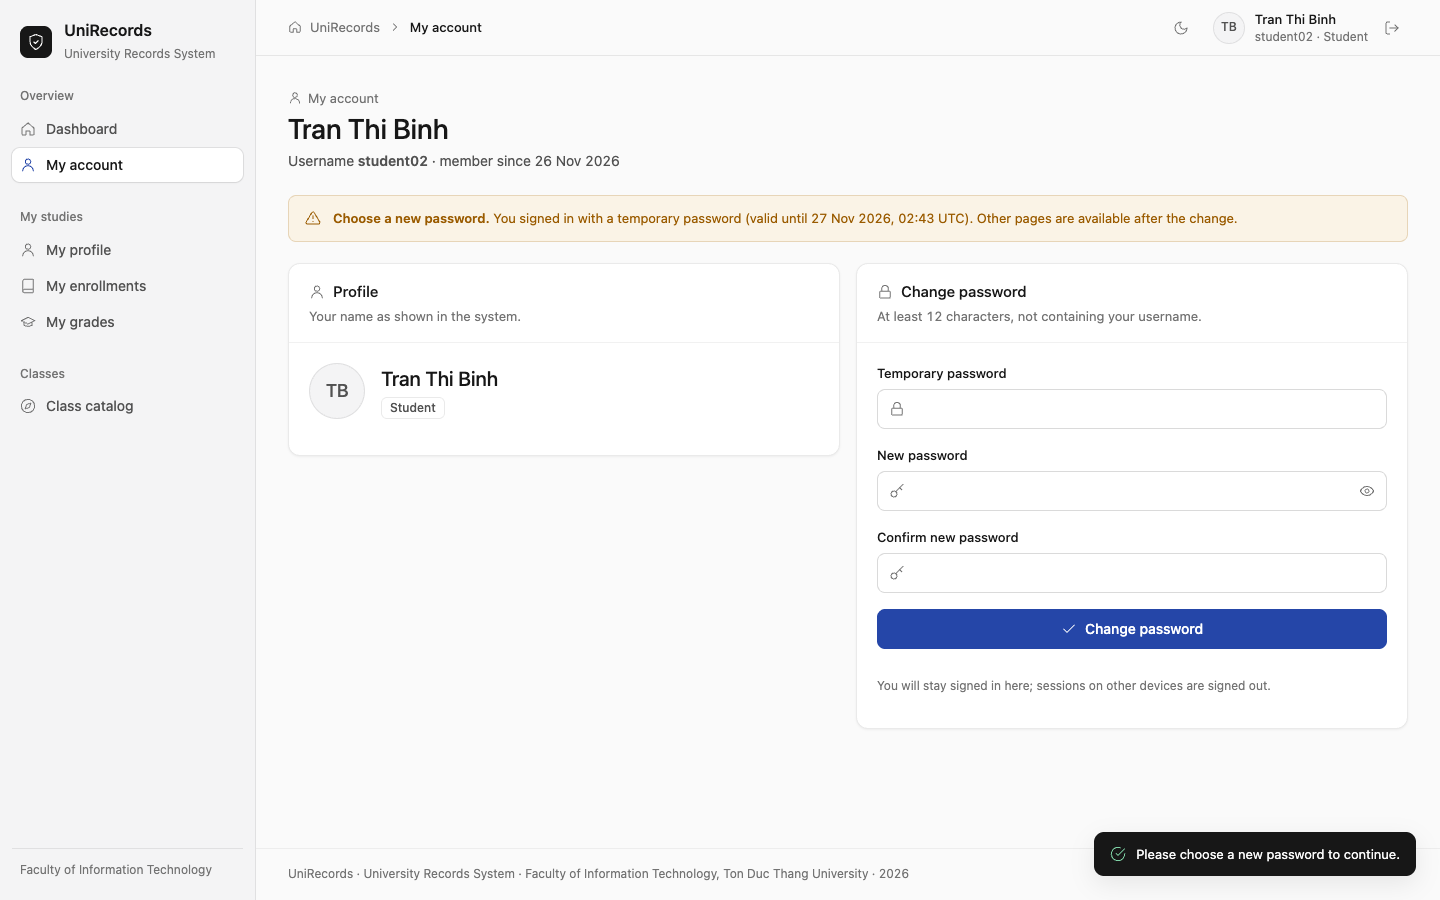 UniRecords
University Records System
Overview
Dashboard
My account
My studies
My profile
My enrollments
My grades
Classes
Class catalog
Faculty of Information Technology
UniRecords
My account
TB
Tran Thi Binh
student02 · Student
My account
Tran Thi Binh
Username student02 · member since 26 Nov 2026
Choose a new password. You signed in with a temporary password (valid until 27 Nov 2026, 02:43 UTC). Other pages are available after the change.
Profile
Your name as shown in the system.
TB
Tran Thi Binh
Student
Change password
At least 12 characters, not containing your username.
Temporary password
New password
Confirm new password
Change password
You will stay signed in here; sessions on other devices are signed out.
UniRecords · University Records System · Faculty of Information Technology, Ton Duc Thang University · 2026
Please choose a new password to continue.